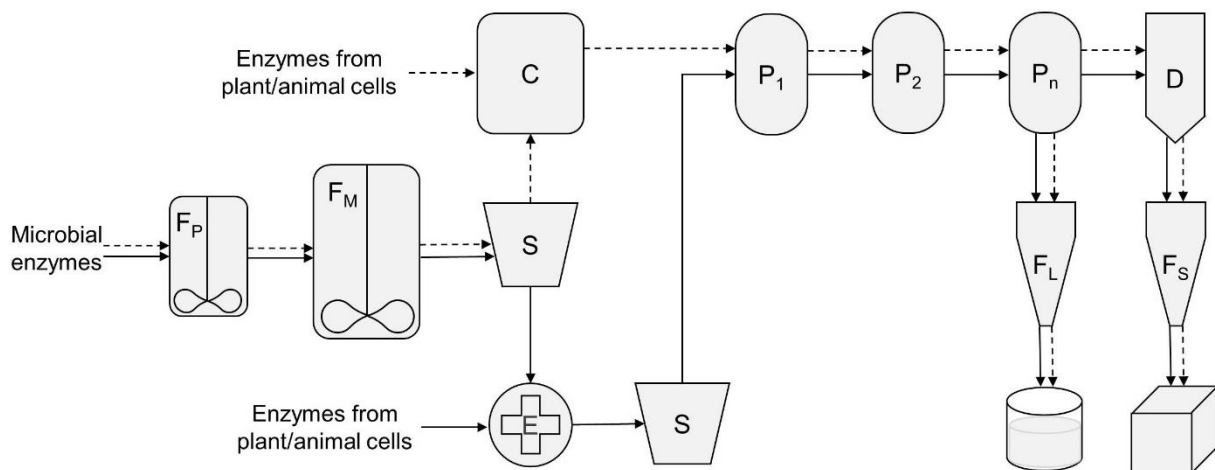 Enzymes from
plant/animal cells
C
P1
P2
Pn
D
Microbial
enzymes
FP
FM
S
FL
FS
Enzymes from
plant/animal cells
E
S